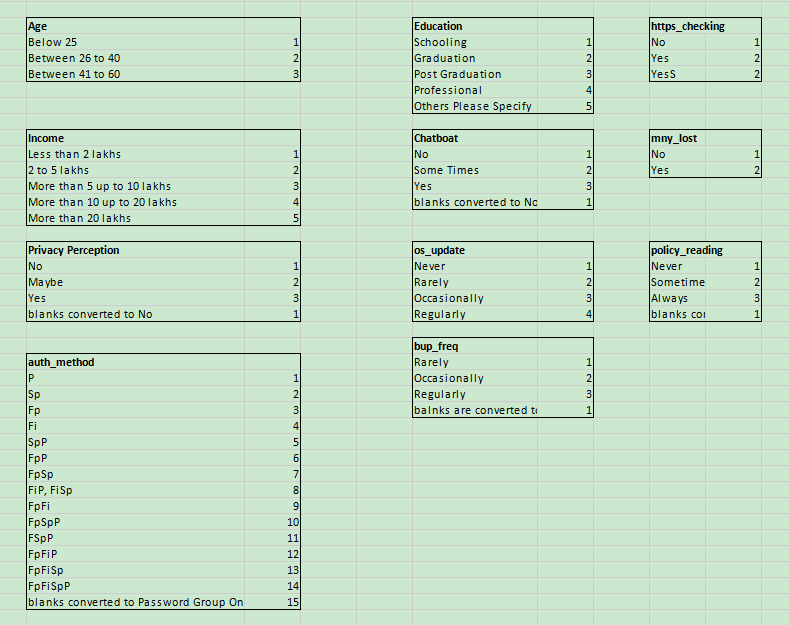 Age
Below 25 1
Between 26 to 40 2
Between 41 to 60 3
Education
Schooling 1
Graduation 2
Post Graduation 3
Professional 4
Others Please Specify 5
https_checking
No 1
Yes 2
YesS 2
Income
Less than 2 lakhs 1
2 to 5 lakhs 2
More than 5 up to 10 lakhs 3
More than 10 up to 20 lakhs 4
More than 20 lakhs 5
Chatboat
No 1
Some Times 2
Yes 3
blanks converted to No 1
mny_lost
No 1
Yes 2
Privacy Perception
No 1
Maybe 2
Yes 3
blanks converted to No 1
os_update
Never 1
Rarely 2
Occasionally 3
Regularly 4
policy_reading
Never 1
Sometime 2
Always 3
blanks con 1
auth_method
P 1
Sp 2
Fp 3
Fi 4
SpP 5
FpP 6
FpSp 7
FiP, FiSp 8
FpFi 9
FpSpP 10
FSpP 11
FpFiP 12
FpFiSp 13
FpFiSpP 14
blanks converted to Password Group On 15
bup_freq
Rarely 1
Occasionally 2
Regularly 3
balnks are converted to 1